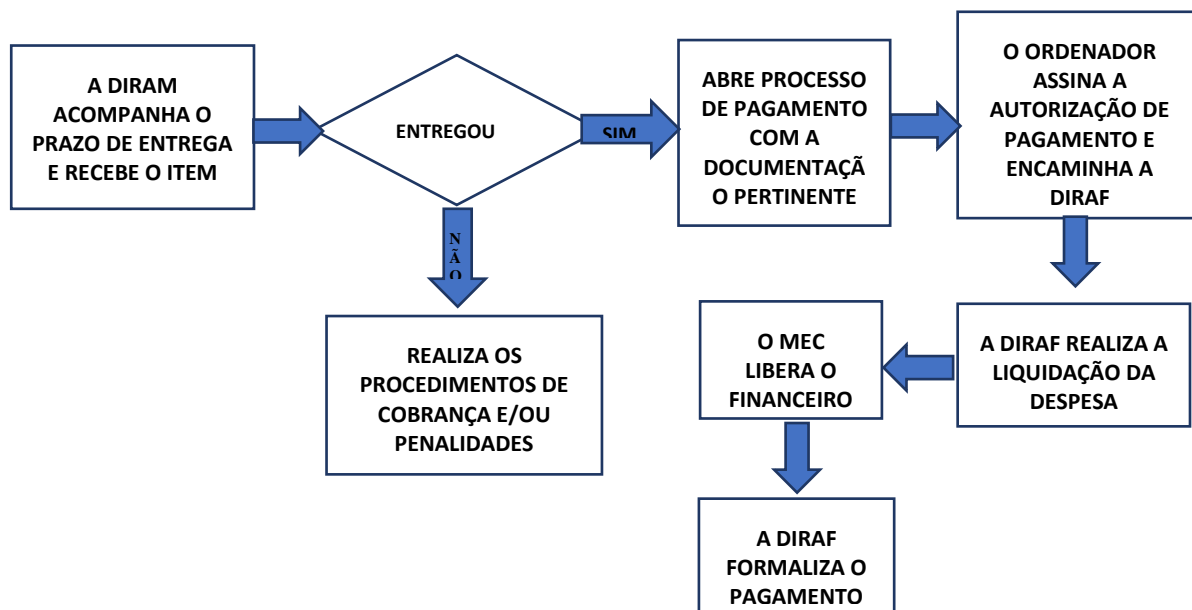 A DIRAM
ACOMPANHA O
PRAZO DE ENTREGA
E RECEBE O ITEM
ENTREGOU
SIM
ABRE PROCESSO
DE PAGAMENTO
COM A
DOCUMENTAÇÃ
O PERTINENTE
O ORDENADOR
ASSINA A
AUTORIZAÇÃO DE
PAGAMENTO E
ENCAMINHA A
DIRAF
N
Ã
O
REALIZA OS
PROCEDIMENTOS DE
COBRANÇA E/OU
PENALIDADES
O MEC
LIBERA O
FINANCEIRO
A DIRAF REALIZA A
LIQUIDAÇÃO DA
DESPESA
A DIRAF
FORMALIZA O
PAGAMENTO